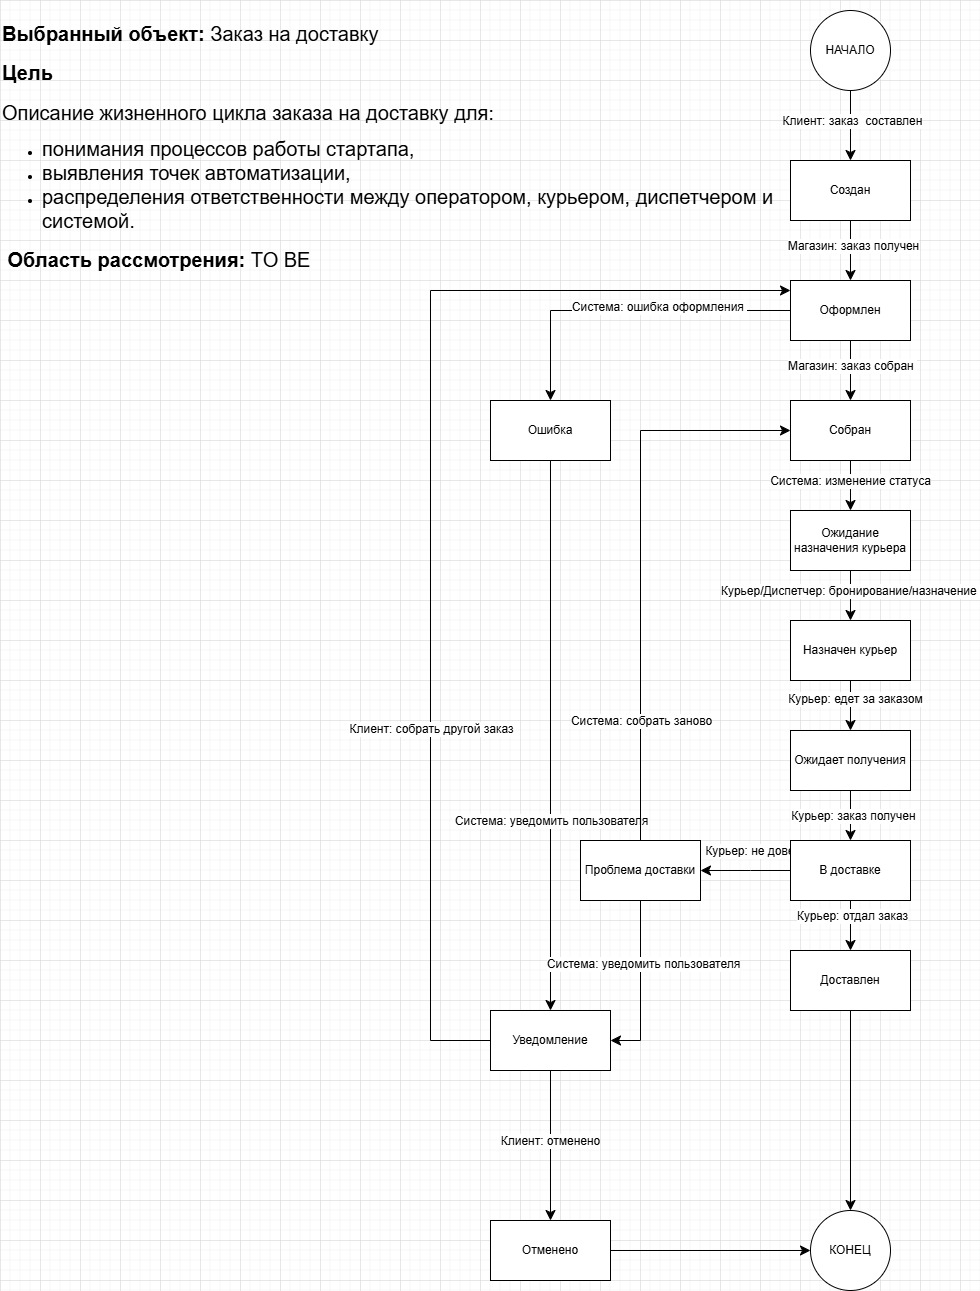 Выбранный объект: Заказ на доставку
Цель
Описание жизненного цикла заказа на доставку для:
понимания процессов работы стартапа,
выявления точек автоматизации,
распределения ответственности между оператором, курьером, диспетчером и
системой.
Область рассмотрения: TO BE
НАЧАЛО
Клиент: заказ составлен
Создан
Магазин: заказ получен
Оформлен
Система: ошибка оформления
Магазин: заказ собран
Ошибка
Собран
Система: изменение статуса
Ожидание
назначения курьера
Курьер/Диспетчер: бронирование/назначение
Назначен курьер
Курьер: едет за заказом
Клиент: собрать другой заказ
Система: собрать заново
Ожидает получения
Курьер: заказ получен
Система: уведомить пользователя
Курьер: не дове
Проблема доставки
В доставке
Курьер: отдал заказ
Система: уведомить пользователя
Доставлен
Уведомление
Клиент: отменено
Отменено
КОНЕЦ